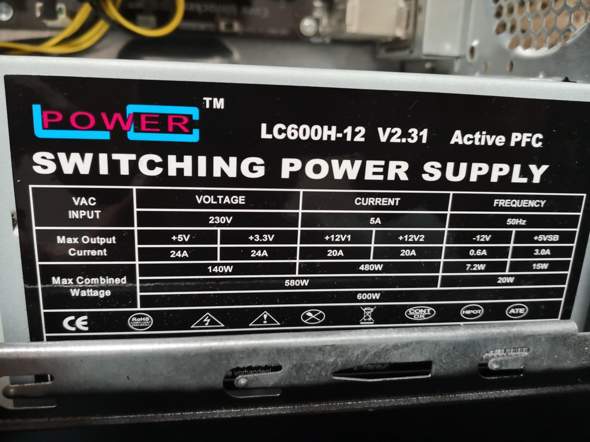 POWER TM
LC600H-12 V2.31 Active PFC
SWITCHING POWER SUPPLY
VAC INPUT VOLTAGE CURRENT FREQUENCY
230V 5A 50Hz
Max Output Current +5V +3.3V +12V1 +12V2 -12V +5VSB
24A 24A 20A 20A 0.6A 3.0A
Max Combined Wattage 140W 480W 7.2W 15W
580W 20W
600W
CE RoHS CONT ON HIPOT ATE